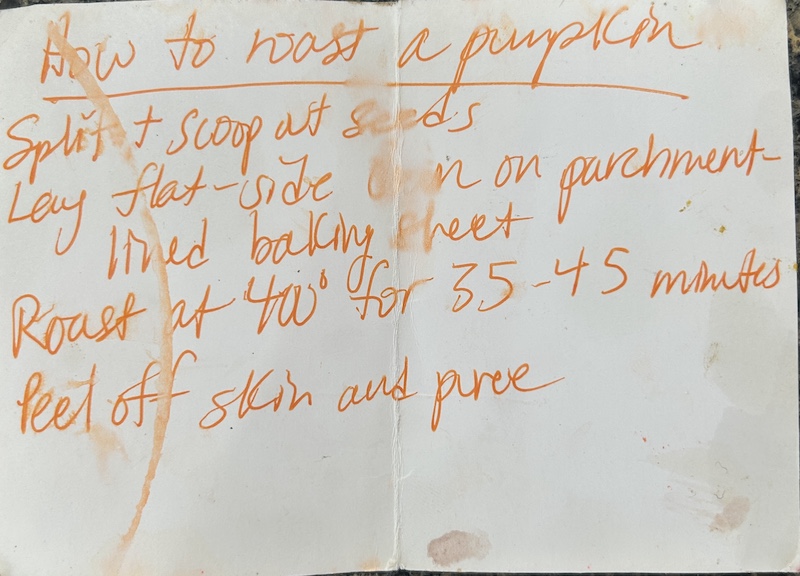 How to roast a pumpkin
Split + scoop out seeds
Lay flat-side down on parchment-
lined baking sheet
Roast at 400° for 35-45 minutes
Peel off skin and puree